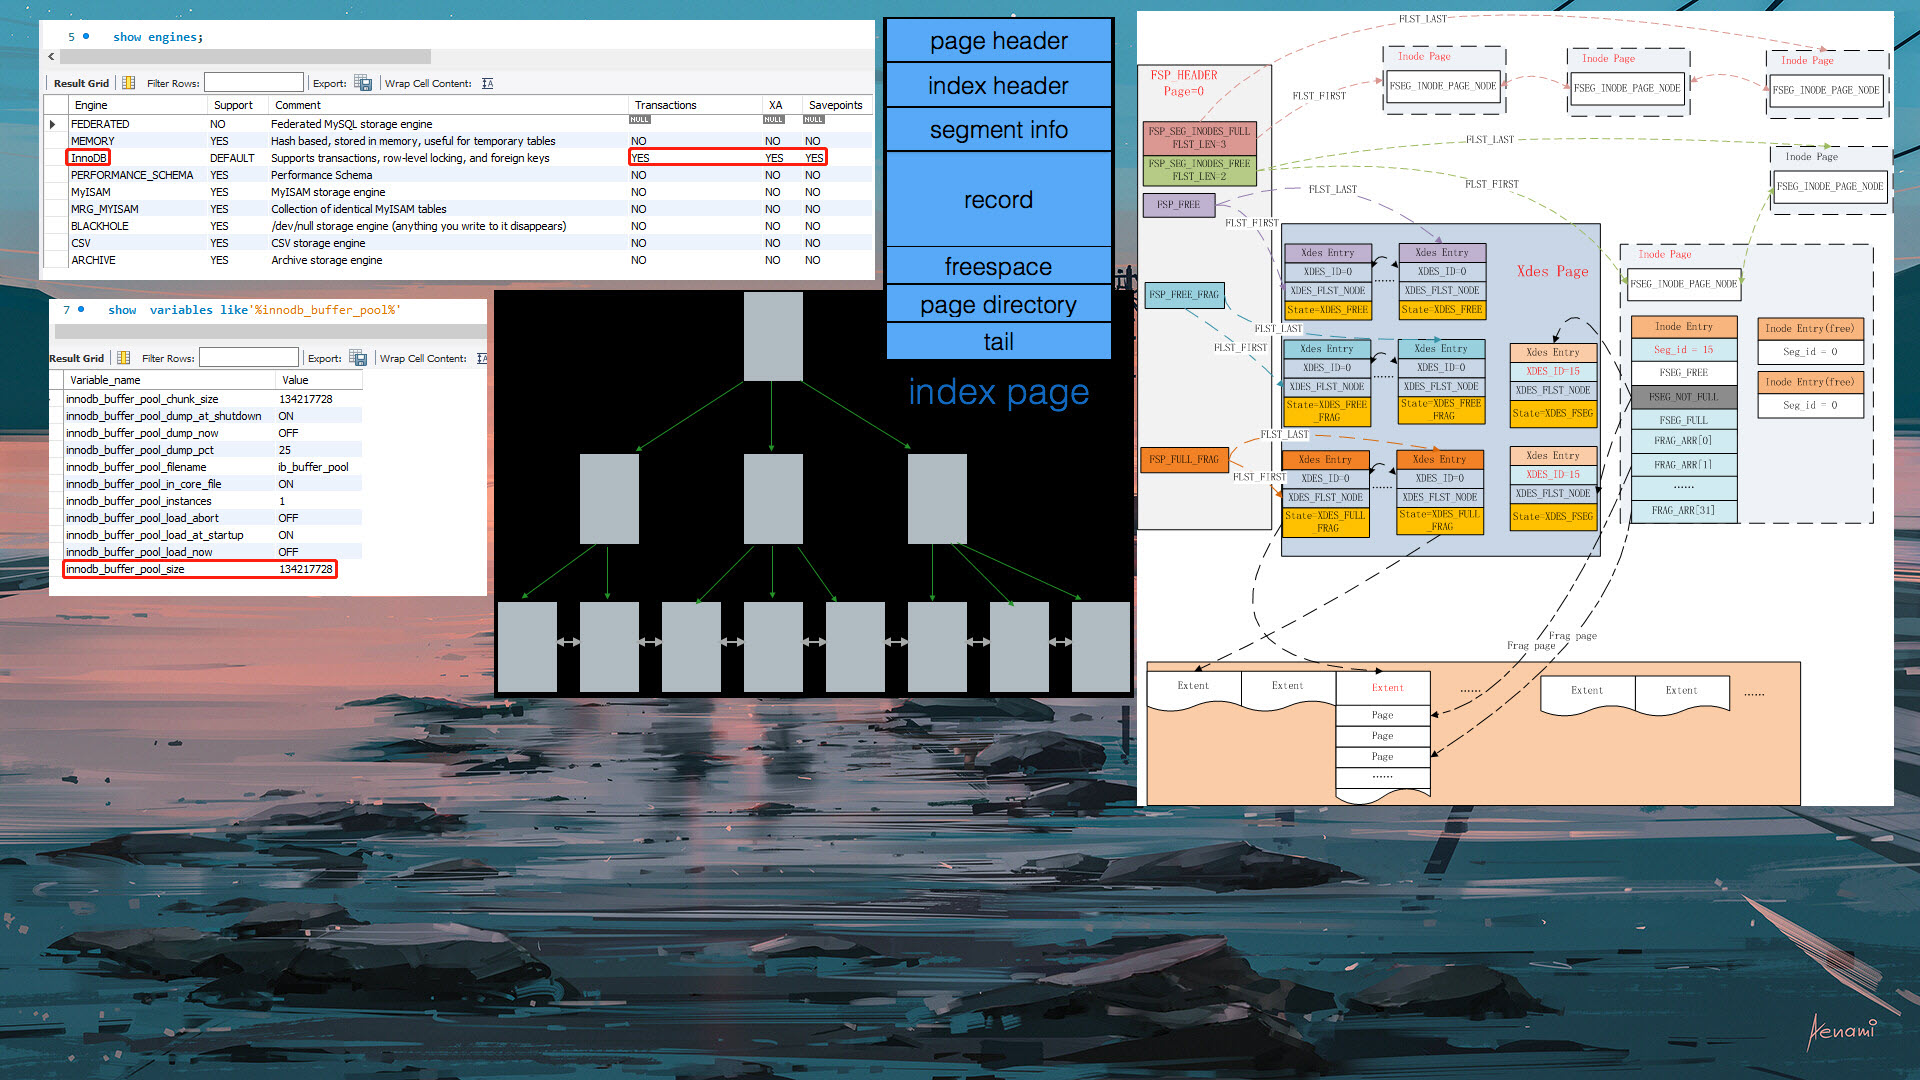 5 show engines;
Result Grid Filter Rows: Export: Wrap Cell Content:
Engine Support Comment Transactions XA Savepoints
FEDERATED NO Federated MySQL storage engine NULL NULL NULL
MEMORY YES Hash based, stored in memory, useful for temporary tables NO NO NO
InnoDB DEFAULT Supports transactions, row-level locking, and foreign keys YES YES YES
PERFORMANCE_SCHEMA YES Performance Schema NO NO NO
MyISAM YES MyISAM storage engine NO NO NO
MRG_MYISAM YES Collection of identical MyISAM tables NO NO NO
BLACKHOLE YES /dev/null storage engine (anything you write to it disappears) NO NO NO
CSV YES CSV storage engine NO NO NO
ARCHIVE YES Archive storage engine NO NO NO
7 show variables like'%innodb_buffer_pool%'
Result Grid Filter Rows: Export: Wrap Cell Content:
Variable_name Value
innodb_buffer_pool_chunk_size 134217728
innodb_buffer_pool_dump_at_shutdown ON
innodb_buffer_pool_dump_now OFF
innodb_buffer_pool_dump_pct 25
innodb_buffer_pool_filename ib_buffer_pool
innodb_buffer_pool_in_core_file ON
innodb_buffer_pool_instances 1
innodb_buffer_pool_load_abort OFF
innodb_buffer_pool_load_at_startup ON
innodb_buffer_pool_load_now OFF
innodb_buffer_pool_size 134217728
page header
index header
segment info
record
freespace
page directory
tail
index page
FSP_HEADER
Page=0
FSP_SEG_INODES_FULL
FLST_LEN=3
FSP_SEG_INODES_FREE
FLST_LEN=2
FSP_FREE
FSP_FREE_FRAG
FSP_FULL_FRAG
FLST_LAST
FLST_FIRST
Inode Page
FSEG_INODE_PAGE_NODE
Inode Page
FSEG_INODE_PAGE_NODE
Inode Page
FSEG_INODE_PAGE_NODE
FLST_LAST
FLST_FIRST
Inode Page
FSEG_INODE_PAGE_NODE
FLST_LAST
FLST_FIRST
Xdes Page
Xdes Entry
XDES_ID=0
XDES_FLST_NODE
State=XDES_FREE
......
Xdes Entry
XDES_ID=0
XDES_FLST_NODE
State=XDES_FREE
FLST_LAST
FLST_FIRST
Xdes Entry
XDES_ID=0
XDES_FLST_NODE
State=XDES_FREE_
FRAG
......
Xdes Entry
XDES_ID=0
XDES_FLST_NODE
State=XDES_FREE_
FRAG
Xdes Entry
XDES_ID=15
XDES_FLST_NODE
State=XDES_FSEG
FLST_LAST
FLST_FIRST
Xdes Entry
XDES_ID=0
XDES_FLST_NODE
State=XDES_FULL_
FRAG
......
Xdes Entry
XDES_ID=0
XDES_FLST_NODE
State=XDES_FULL_
FRAG
Xdes Entry
XDES_ID=15
XDES_FLST_NODE
State=XDES_FSEG
Inode Page
FSEG_INODE_PAGE_NODE
Inode Entry
Seg_id = 15
FSEG_FREE
FSEG_NOT_FULL
FSEG_FULL
FRAG_ARR[0]
FRAG_ARR[1]
......
FRAG_ARR[31]
Inode Entry(free)
Seg_id = 0
Inode Entry(free)
Seg_id = 0
Frag page
Frag page
Extent
Extent
Extent
Page
Page
Page
......
......
Extent
Extent
......
Aenami